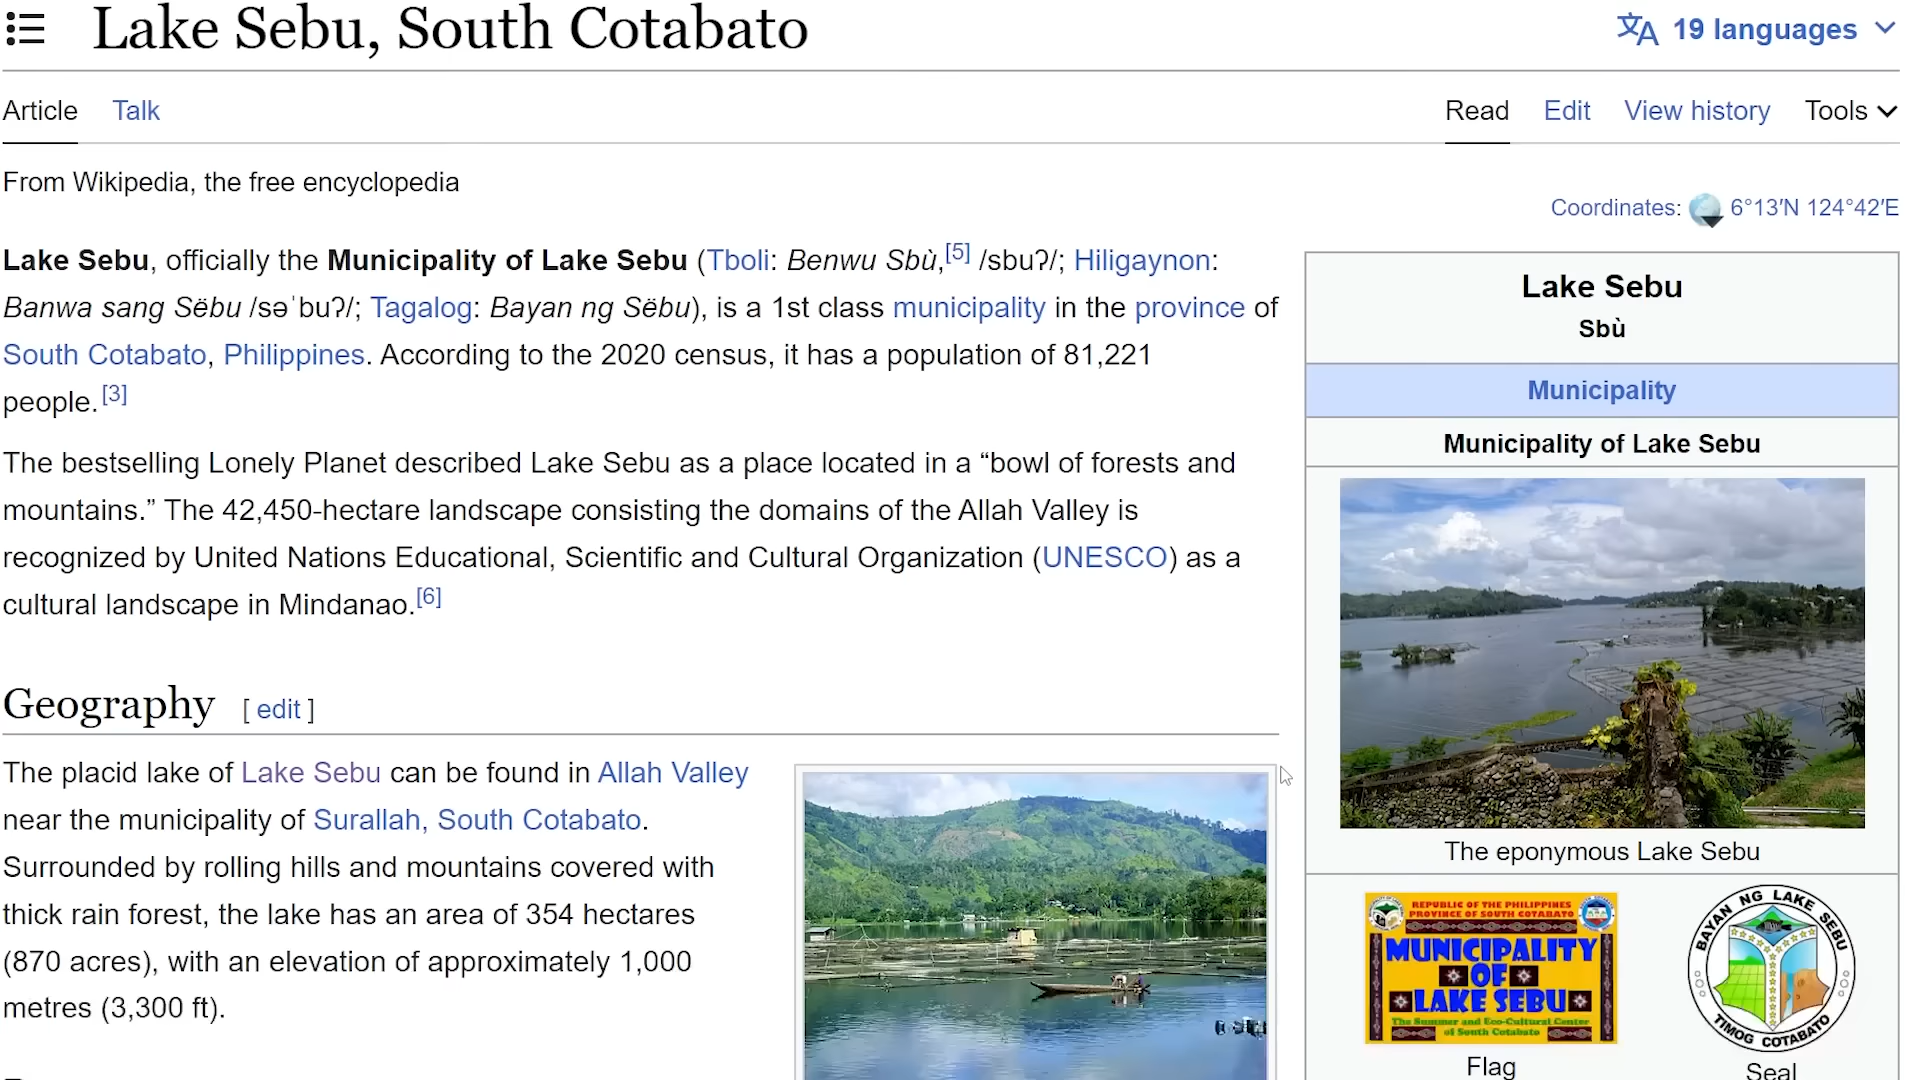 Lake Sebu, South Cotabato
19 languages
Article Talk
Read Edit View history Tools
From Wikipedia, the free encyclopedia
Coordinates: 6°13′N 124°42′E
Lake Sebu, officially the Municipality of Lake Sebu (Tboli: Benwu Sbù,[5] /sbuʔ/; Hiligaynon:
Banwa sang Sëbu /səˈbuʔ/; Tagalog: Bayan ng Sëbu), is a 1st class municipality in the province of
South Cotabato, Philippines. According to the 2020 census, it has a population of 81,221
people.[3]
The bestselling Lonely Planet described Lake Sebu as a place located in a “bowl of forests and
mountains.” The 42,450-hectare landscape consisting the domains of the Allah Valley is
recognized by United Nations Educational, Scientific and Cultural Organization (UNESCO) as a
cultural landscape in Mindanao.[6]
Geography [ edit ]
The placid lake of Lake Sebu can be found in Allah Valley
near the municipality of Surallah, South Cotabato.
Surrounded by rolling hills and mountains covered with
thick rain forest, the lake has an area of 354 hectares
(870 acres), with an elevation of approximately 1,000
metres (3,300 ft).
Lake Sebu
Sbù
Municipality
Municipality of Lake Sebu
The eponymous Lake Sebu
REPUBLIC OF THE PHILIPPINES
PROVINCE OF SOUTH COTABATO
MUNICIPALITY
OF
LAKE SEBU
The Summer and Eco-Cultural Center
of South Cotabato
BAYAN NG LAKE SEBU
TIMOG COTABATO
Flag
Seal